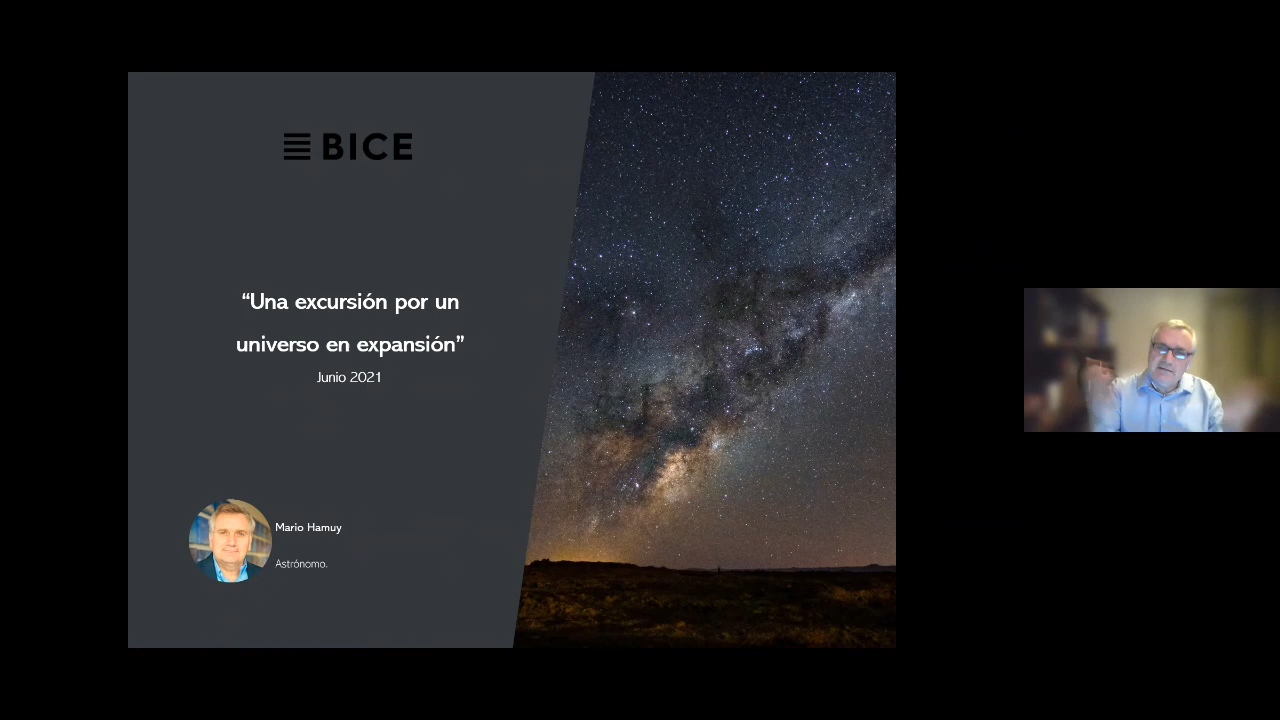 BICE
“Una excursión por un
universo en expansión”
Junio 2021
Mario Hamuy
Astrónomo.